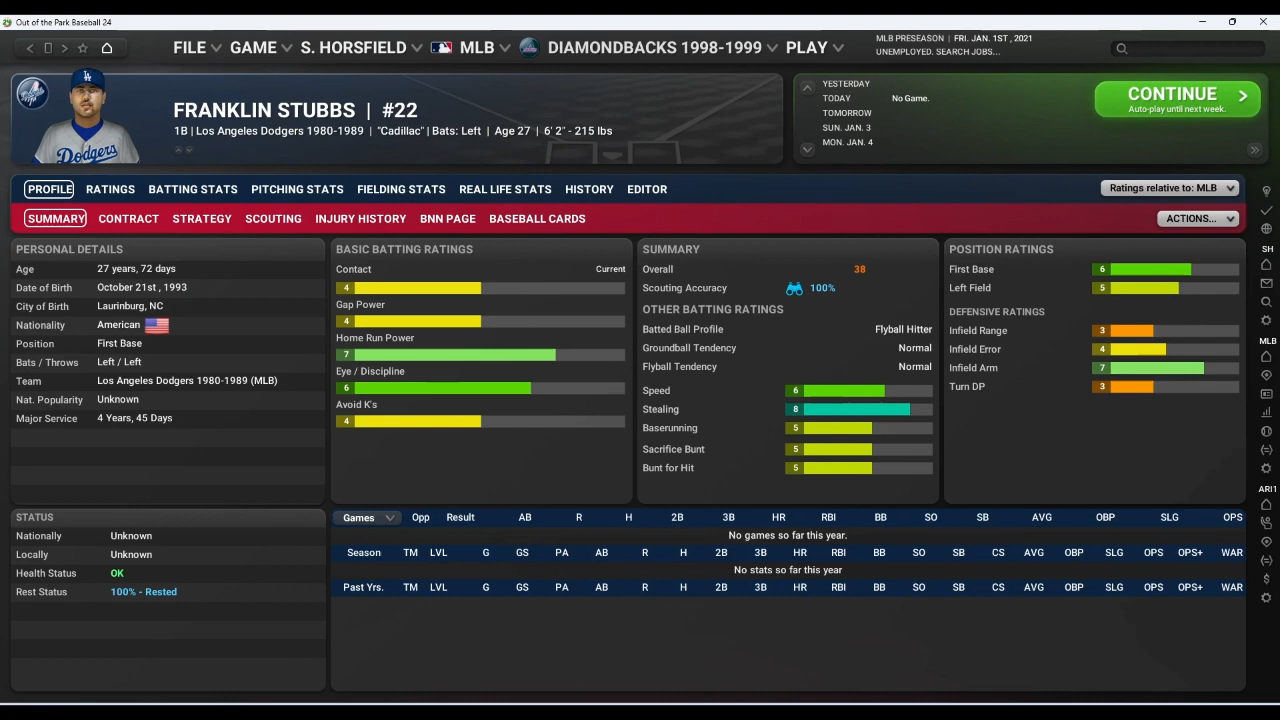 Out of the Park Baseball 24
FILE GAME S. HORSFIELD MLB DIAMONDBACKS 1998-1999 PLAY
MLB PRESEASON | FRI. JAN. 1ST , 2021
UNEMPLOYED. SEARCH JOBS...
FRANKLIN STUBBS | #22
1B | Los Angeles Dodgers 1980-1989 | "Cadillac" | Bats: Left | Age 27 | 6' 2" - 215 lbs
LA
Dodgers
YESTERDAY
TODAY No Game.
TOMORROW
SUN. JAN. 3
MON. JAN. 4
CONTINUE
Auto-play until next week.
PROFILE RATINGS BATTING STATS PITCHING STATS FIELDING STATS REAL LIFE STATS HISTORY EDITOR
Ratings relative to: MLB
SUMMARY CONTRACT STRATEGY SCOUTING INJURY HISTORY BNN PAGE BASEBALL CARDS
ACTIONS...
PERSONAL DETAILS
Age 27 years, 72 days
Date of Birth October 21st , 1993
City of Birth Laurinburg, NC
Nationality American
Position First Base
Bats / Throws Left / Left
Team Los Angeles Dodgers 1980-1989 (MLB)
Nat. Popularity Unknown
Major Service 4 Years, 45 Days
BASIC BATTING RATINGS
Contact Current
4
Gap Power
4
Home Run Power
7
Eye / Discipline
6
Avoid K's
4
SUMMARY
Overall 38
Scouting Accuracy 100%
OTHER BATTING RATINGS
Batted Ball Profile Flyball Hitter
Groundball Tendency Normal
Flyball Tendency Normal
Speed 6
Stealing 8
Baserunning 5
Sacrifice Bunt 5
Bunt for Hit 5
POSITION RATINGS
First Base 6
Left Field 5
DEFENSIVE RATINGS
Infield Range 3
Infield Error 4
Infield Arm 7
Turn DP 3
SH
MLB
ARI1
STATUS
Nationally Unknown
Locally Unknown
Health Status OK
Rest Status 100% - Rested
Games Opp Result AB R H 2B 3B HR RBI BB SO SB AVG OBP SLG OPS
No games so far this year.
Season TM LVL G GS PA AB R H 2B 3B HR RBI BB SO SB CS AVG OBP SLG OPS OPS+ WAR
No stats so far this year
Past Yrs. TM LVL G GS PA AB R H 2B 3B HR RBI BB SO SB CS AVG OBP SLG OPS OPS+ WAR